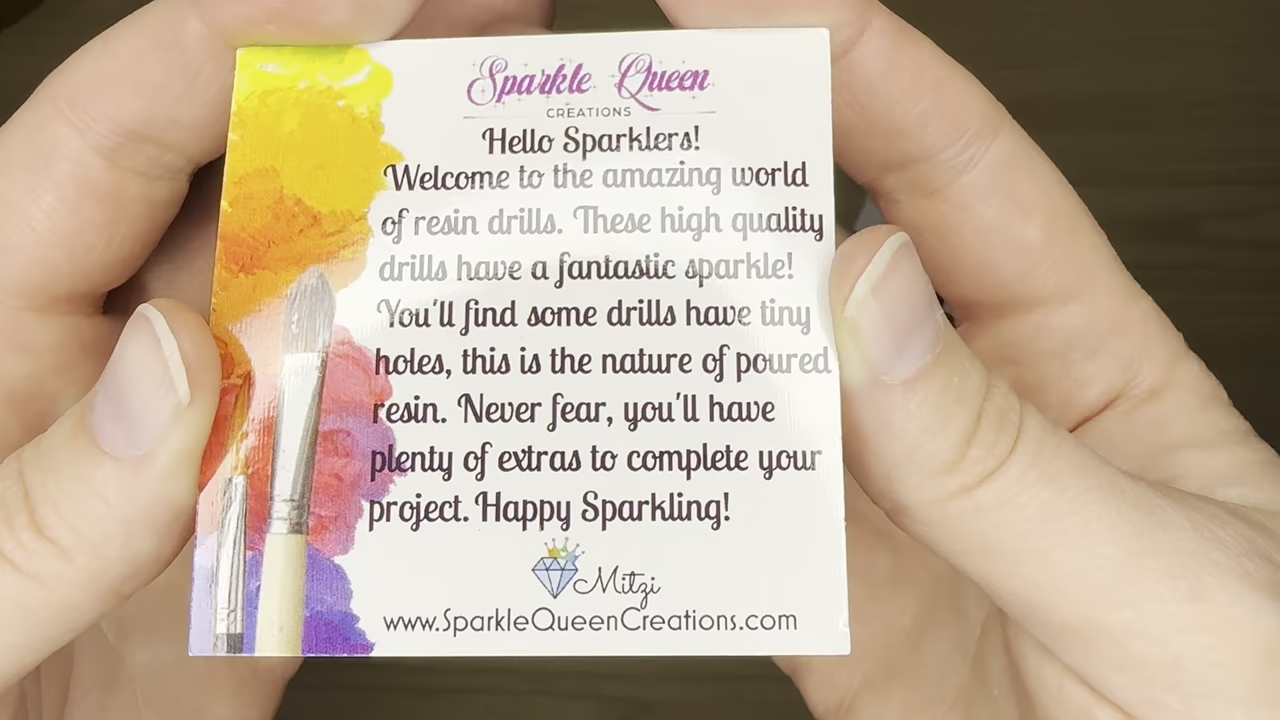 Sparkle Queen
CREATIONS
Hello Sparklers!
Welcome to the amazing world
of resin drills. These high quality
drills have a fantastic sparkle!
You'll find some drills have tiny
holes, this is the nature of poured
resin. Never fear, you'll have
plenty of extras to complete your
project. Happy Sparkling!
Mitzi
www.SparkleQueenCreations.com